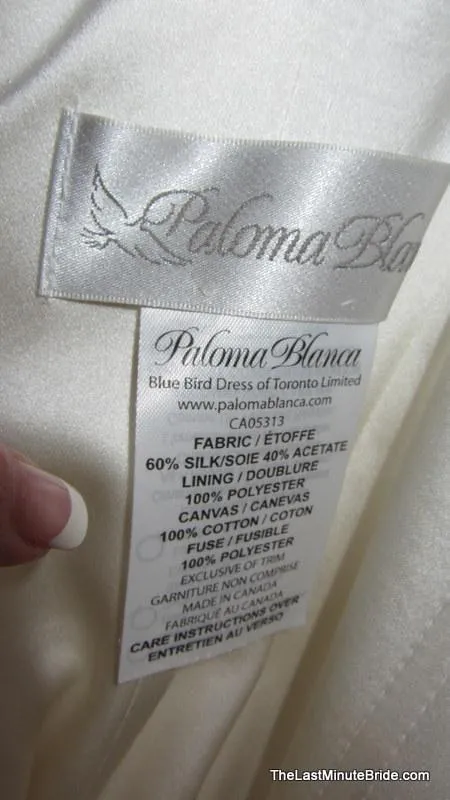 Paloma Bla
Paloma Blanca
Blue Bird Dress of Toronto Limited
www.palomablanca.com
CA05313
FABRIC / ÉTOFFE
60% SILK/SOIE 40% ACETATE
LINING / DOUBLURE
100% POLYESTER
CANVAS / CANEVAS
100% COTTON / COTON
FUSE / FUSIBLE
100% POLYESTER
EXCLUSIVE OF TRIM
GARNITURE NON COMPRISE
MADE IN CANADA
FABRIQUÉ AU CANADA
CARE INSTRUCTIONS OVER
ENTRETIEN AU VERSO
TheLastMinuteBride.com